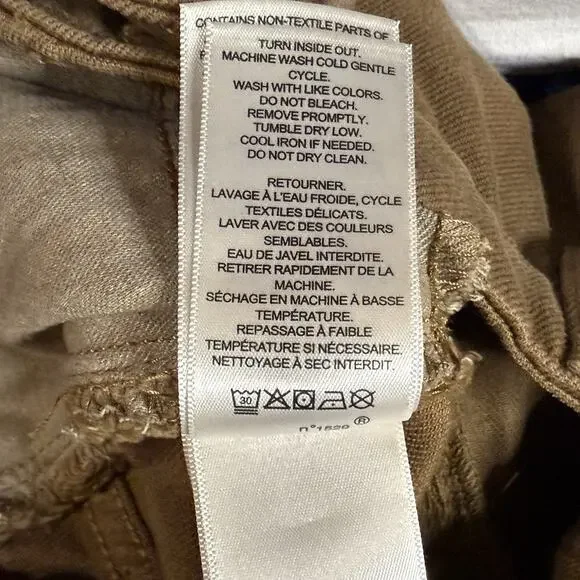 CONTAINS NON-TEXTILE PARTS OF
TURN INSIDE OUT.
MACHINE WASH COLD GENTLE
CYCLE.
WASH WITH LIKE COLORS.
DO NOT BLEACH.
REMOVE PROMPTLY.
TUMBLE DRY LOW.
COOL IRON IF NEEDED.
DO NOT DRY CLEAN.
RETOURNER.
LAVAGE À L'EAU FROIDE, CYCLE
TEXTILES DÉLICATS.
LAVER AVEC DES COULEURS
SEMBLABLES.
EAU DE JAVEL INTERDITE.
RETIRER RAPIDEMENT DE LA
MACHINE.
SÉCHAGE EN MACHINE À BASSE
TEMPÉRATURE.
REPASSAGE À FAIBLE
TEMPÉRATURE SI NÉCESSAIRE.
NETTOYAGE À SEC INTERDIT.
30
n°1529 ®